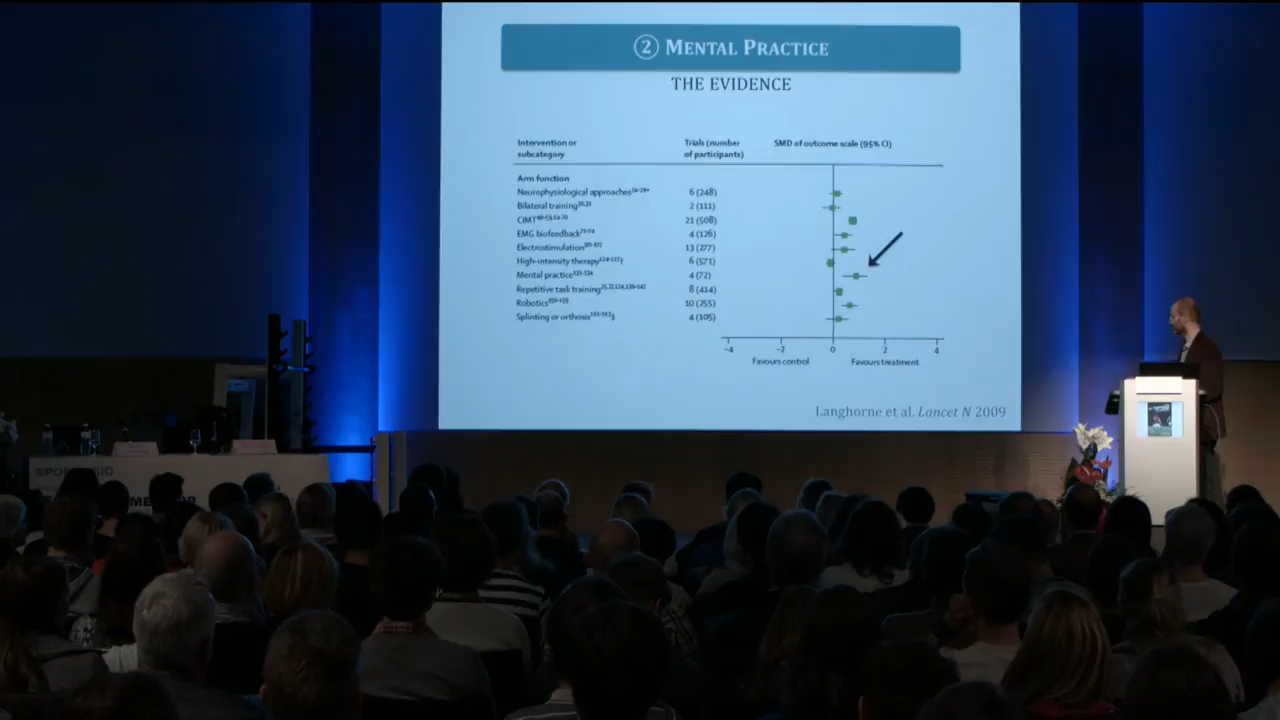 ② MENTAL PRACTICE
THE EVIDENCE
Intervention or subcategory
Trials (number of participants)
SMD of outcome scale (95% CI)
Arm function
Neurophysiological approaches
6 (248)
Bilateral training
2 (111)
CIMT
21 (508)
EMG biofeedback
4 (126)
Electrostimulation
13 (277)
High-intensity therapy
6 (571)
Mental practice
4 (72)
Repetitive task training
8 (414)
Robotics
10 (255)
Splinting or orthosis
4 (105)
-4 -2 0 2 4
Favours control Favours treatment
Langhorne et al. Lancet N 2009